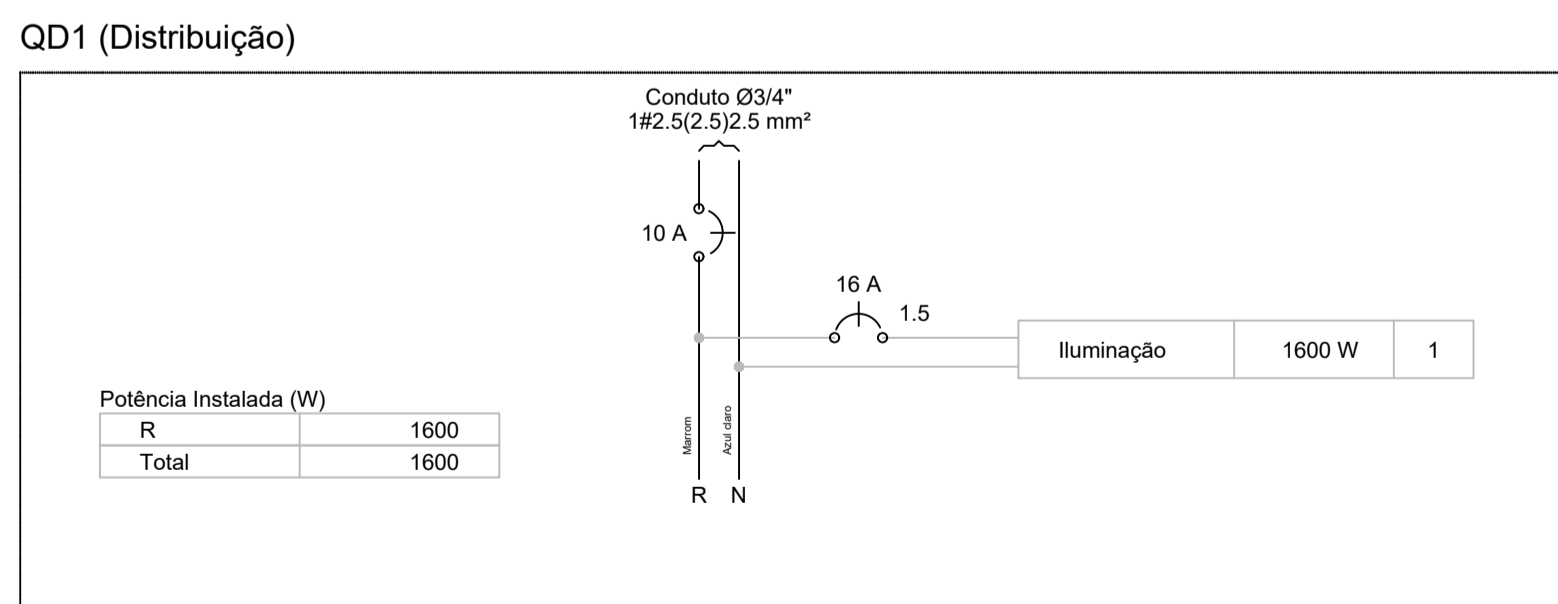 QD1 (Distribuição)
Conduto Ø3/4"
1#2.5(2.5)2.5 mm²
10 A
16 A
1.5
Iluminação 1600 W 1
Potência Instalada (W)
R 1600
Total 1600
Marrom
Azul claro
R N